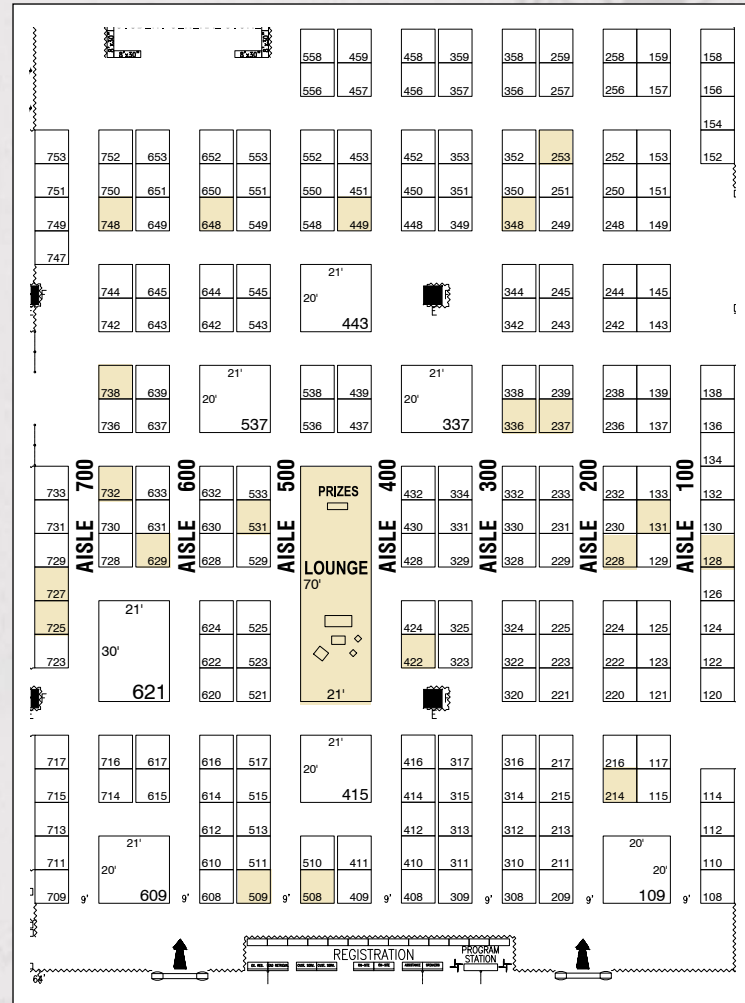 8'x30" 8'x30"
558 459 458 359 358 259 258 159 158
556 457 456 357 356 257 256 157 156
154
753 752 653 652 553 552 453 452 353 352 253 252 153 152
751 750 651 650 551 550 451 450 351 350 251 250 151
749 748 649 648 549 548 449 448 349 348 249 248 149
747
21'
744 645 644 545 20' 344 245 244 145
E
742 643 642 543 443 342 243 242 143
21' 21'
738 639 20' 538 439 20' 338 239 238 139 138
736 637 537 536 437 337 336 237 236 137 136
134
AISLE 700 AISLE 600 AISLE 500 AISLE 400 AISLE 300 AISLE 200 AISLE 100
733 732 633 632 533 PRIZES 432 334 332 233 232 133 132
731 730 631 630 531 430 331 330 231 230 131 130
729 728 629 628 529 LOUNGE 428 329 328 229 228 129 128
70'
727 126
21'
725 624 525 424 325 324 225 224 125 124
30'
723 622 523 422 323 322 223 222 123 122
621 620 521 21' 320 221 220 121 120
E
21'
717 716 617 616 517 20' 416 317 316 217 216 117
715 714 615 614 515 415 414 315 314 215 214 115 114
713 612 513 412 313 312 213 112
21' 20'
711 20' 610 511 510 411 410 311 310 211 20' 110
709 9' 609 9' 608 509 9' 508 409 9' 408 309 9' 308 209 9' 109 9' 108
REGISTRATION
PROGRAM
STATION
64'